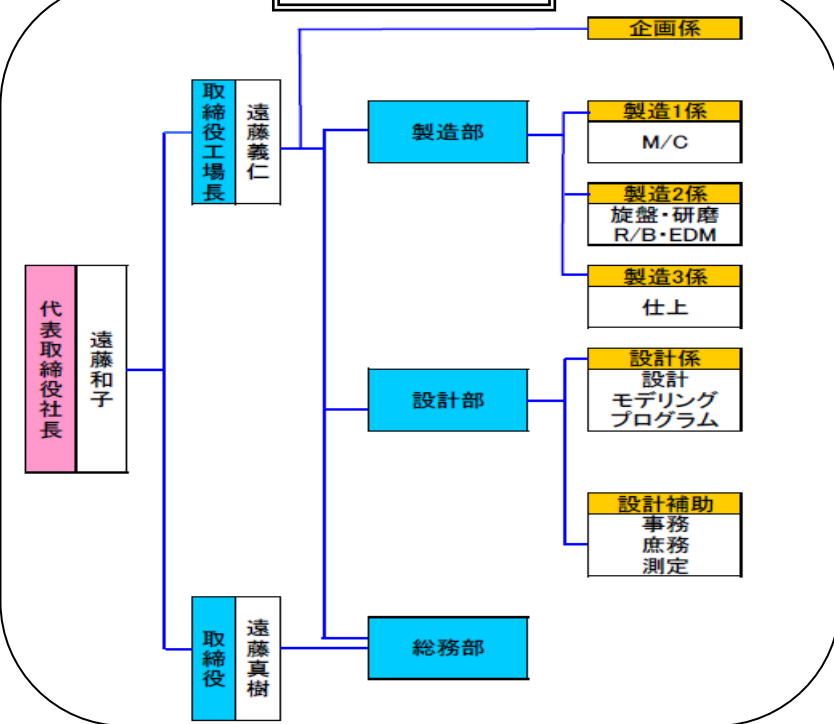 代表取締役社長
遠藤和子
取締役工場長
遠藤義仁
取締役
遠藤真樹
製造部
設計部
総務部
企画係
製造1係
M/C
製造2係
旋盤・研磨
R/B・EDM
製造3係
仕上
設計係
設計
モデリング
プログラム
設計補助
事務
庶務
測定